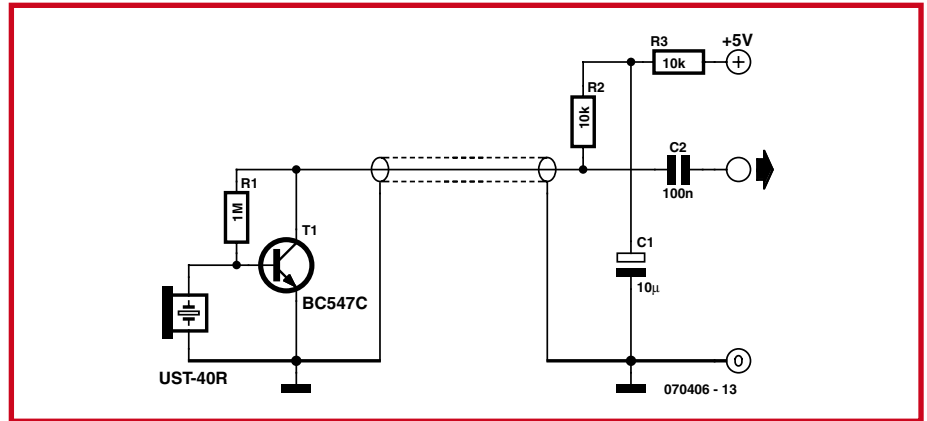 R3
+5V
10k
R2
10k
C2
100n
R1
1M
T1
C1
BC547C
10µ
UST-40R
0
070406 - 13